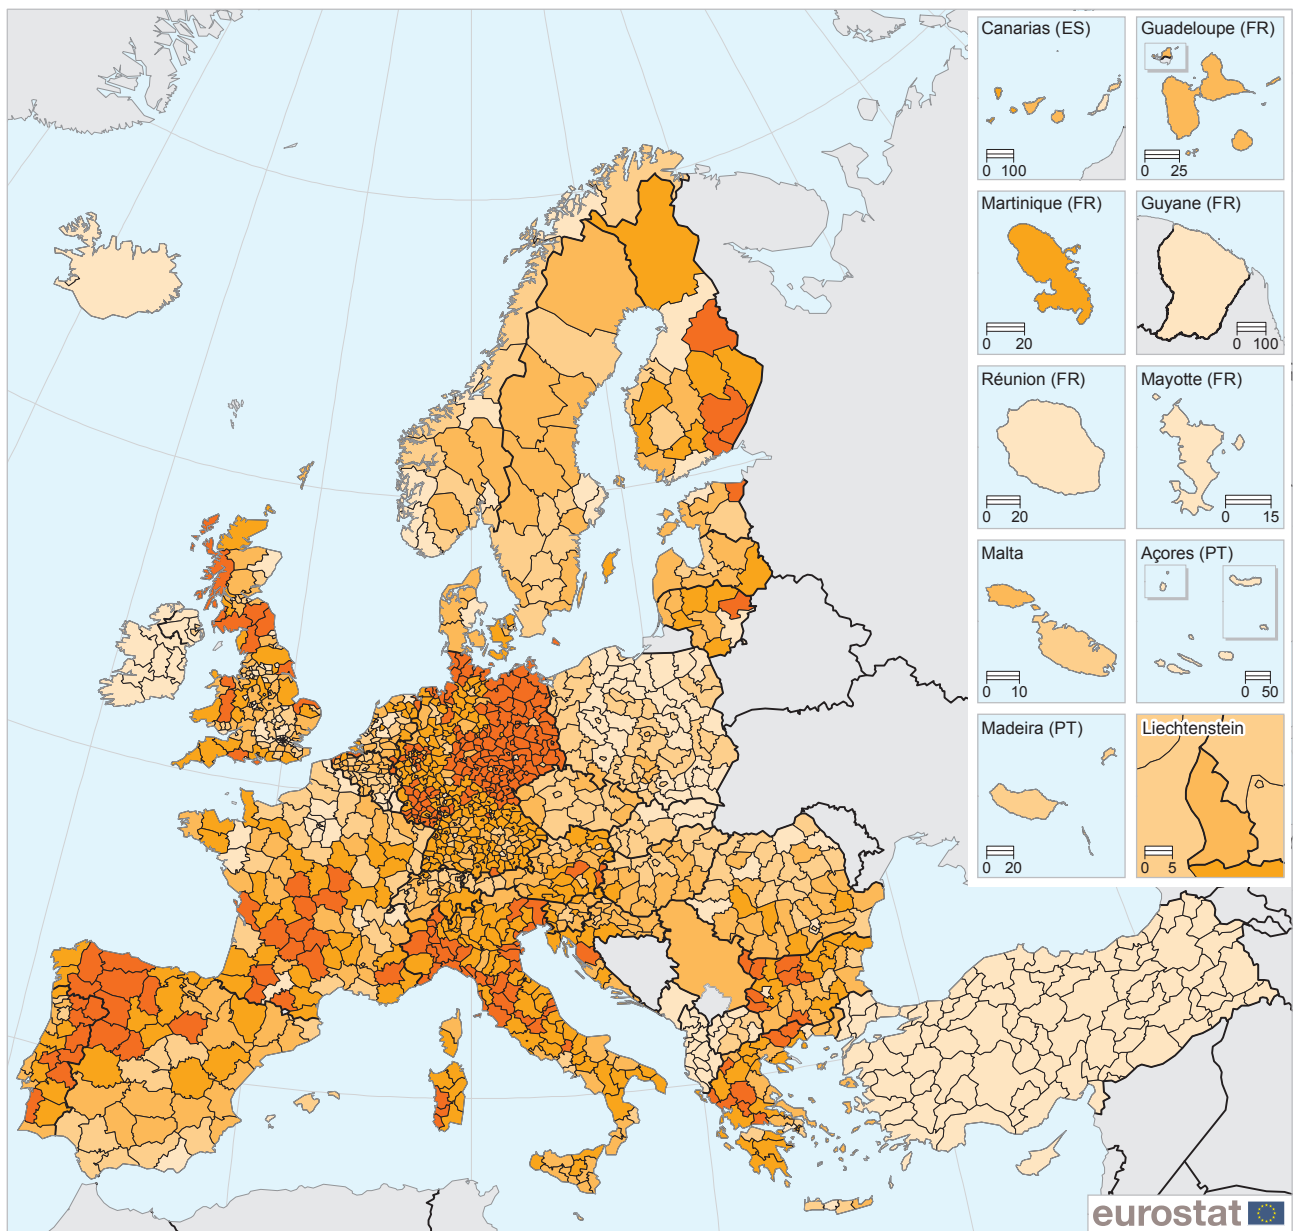 Canarias (ES)
0 100
Guadeloupe (FR)
0 25
Martinique (FR)
0 20
Guyane (FR)
0 100
Réunion (FR)
0 20
Mayotte (FR)
0 15
Malta
0 10
Açores (PT)
0 50
Madeira (PT)
0 20
Liechtenstein
0 5
eurostat